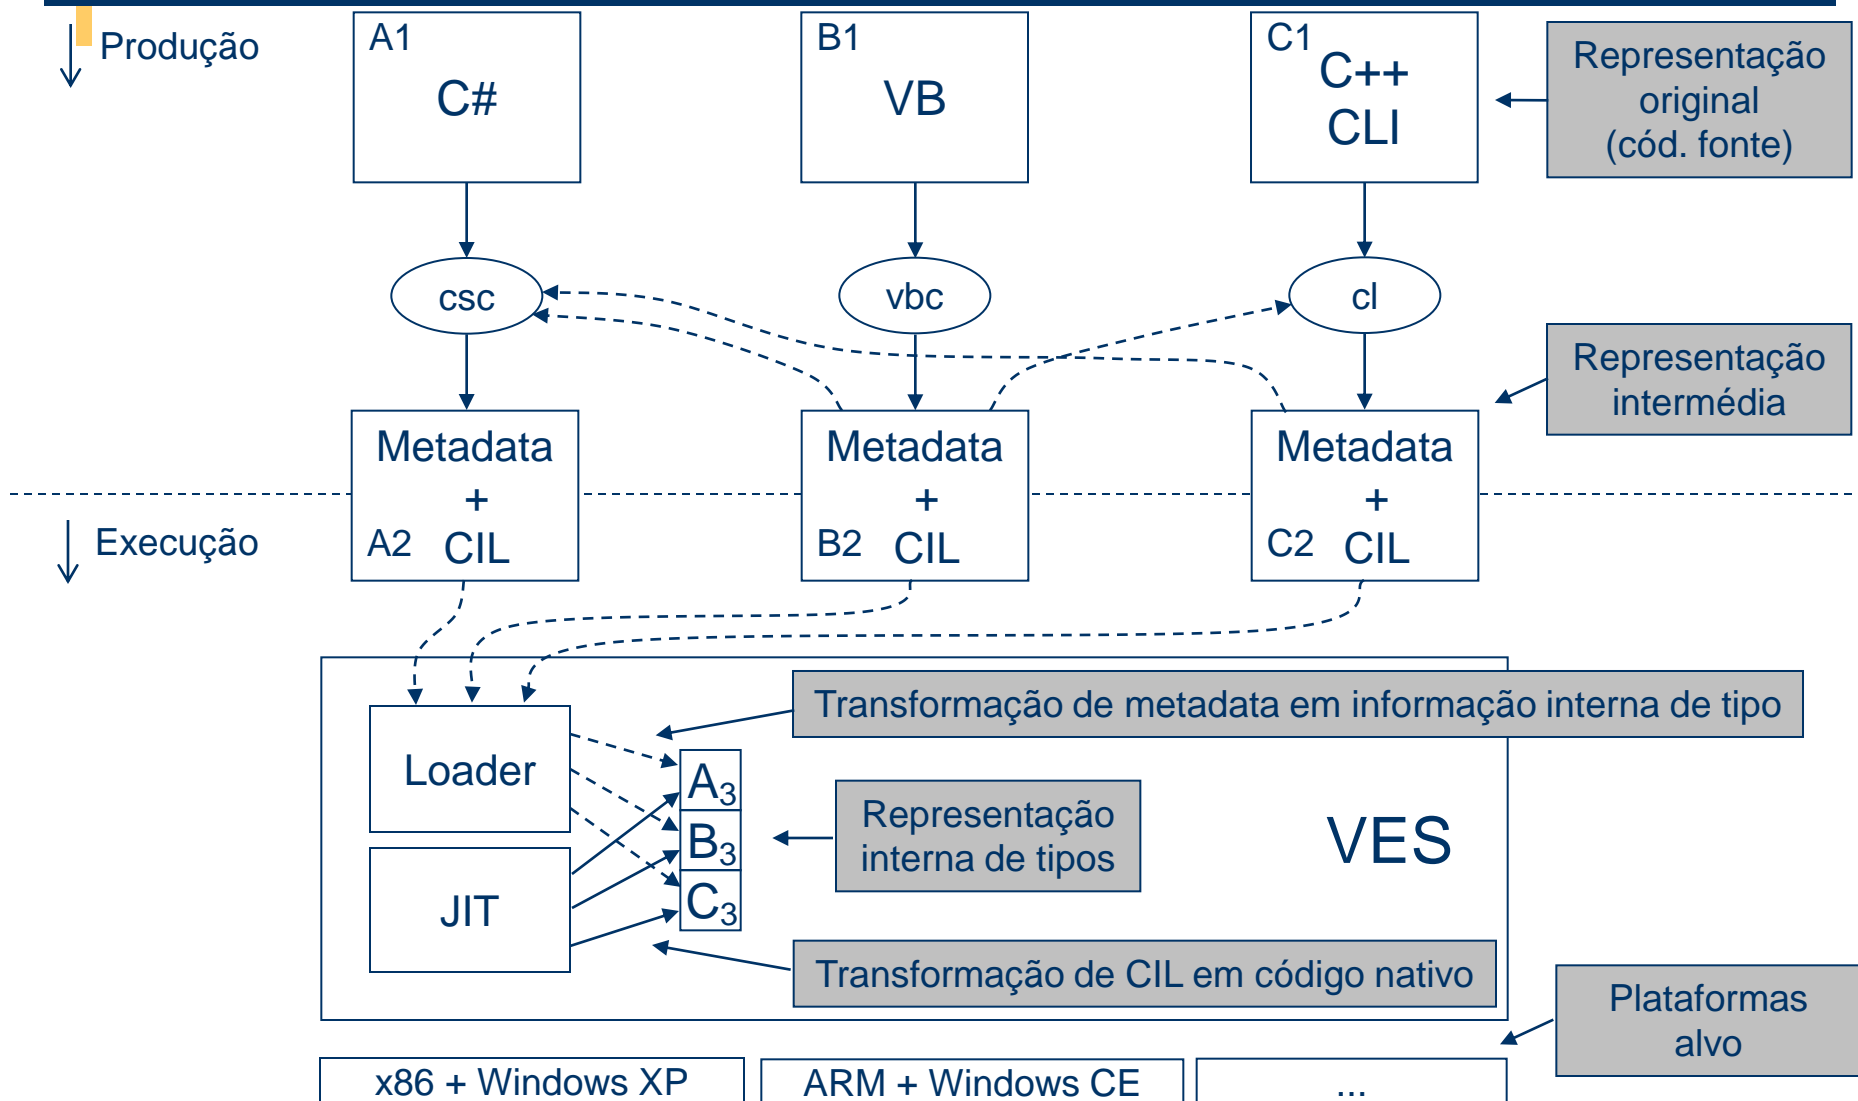 Produção
A1
C#
B1
VB
C1
C++
CLI
Representação
original
(cód. fonte)
csc
vbc
cl
Representação
intermédia
Metadata
+
A2 CIL
Metadata
+
B2 CIL
Metadata
+
C2 CIL
Execução
Transformação de metadata em informação interna de tipo
Loader
A3
B3
C3
Representação
interna de tipos
VES
JIT
Transformação de CIL em código nativo
Plataformas
alvo
x86 + Windows XP
ARM + Windows CE
...